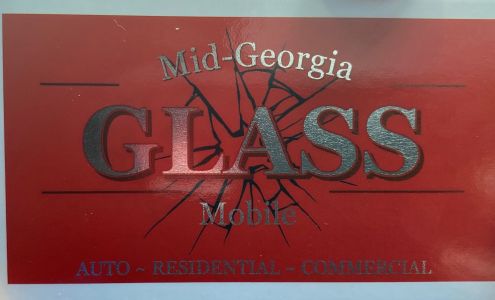 Mid-Georgia
GLASS
Mobile
AUTO ~ RESIDENTIAL ~ COMMERCIAL